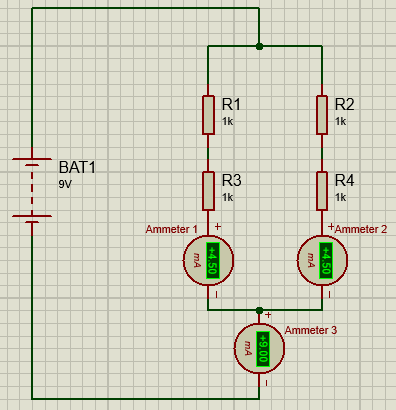 R1
1k
R2
1k
BAT1
9V
R3
1k
R4
1k
Ammeter 1
+
+4.50
mA
−
+
Ammeter 2
+4.50
mA
−
+
Ammeter 3
+9.00
mA
−